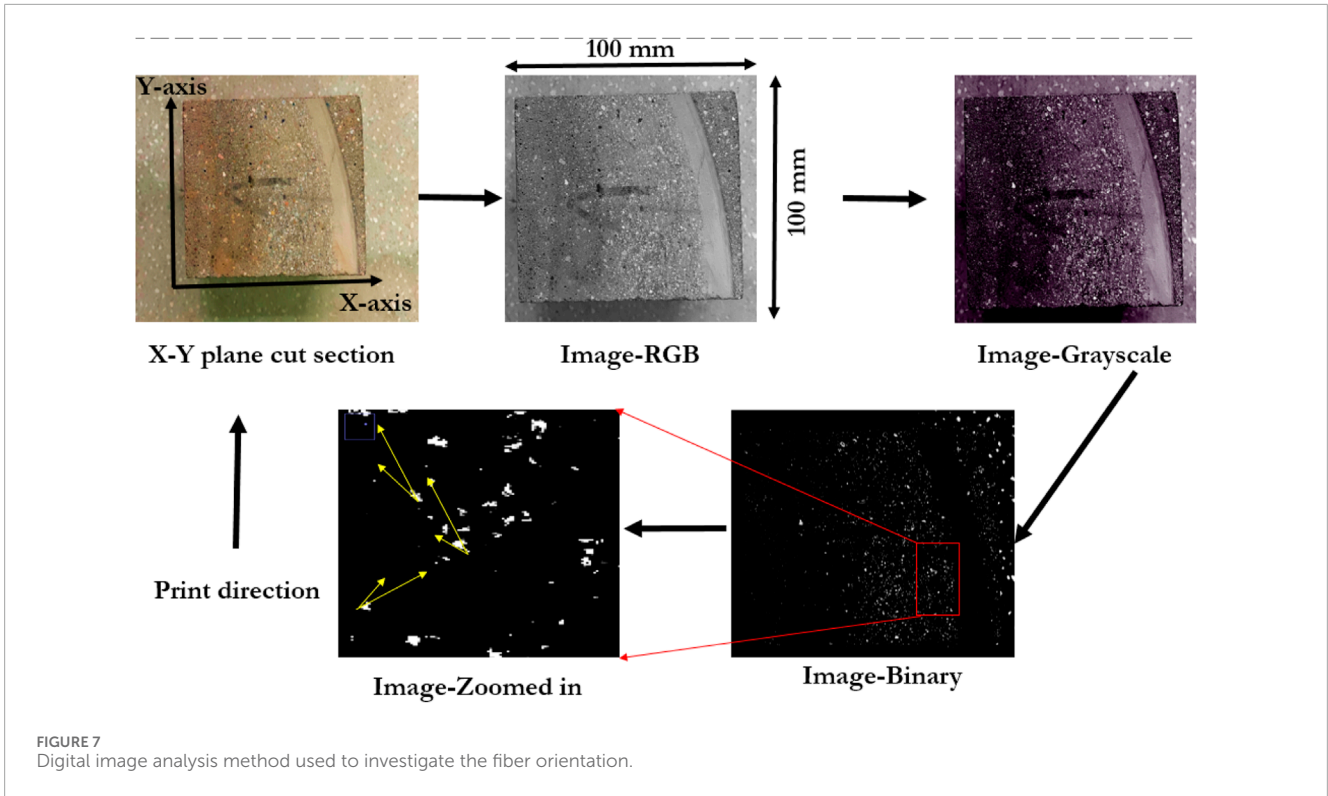 100 mm
Y-axis
100 mm
X-axis
X-Y plane cut section
Image-RGB
Image-Grayscale
Print direction
Image-Zoomed in
Image-Binary
FIGURE 7
Digital image analysis method used to investigate the fiber orientation.